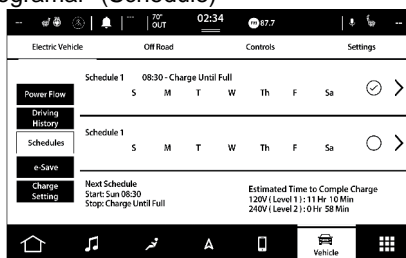 programa" (Schedule)
-- 70° OUT 02:34 FM 87.7 --
Electric Vehicle Off Road Controls Settings
Schedule 1 08:30 - Charge Until Full
S M T W Th F Sa
Power Flow
Driving
History
Schedules
e-Save
Charge
Setting
Schedule 1
S M T W Th F Sa
Next Schedule
Start: Sun 06:30
Stop: Charge Until Full
Estimated Time to Comple Charge
120V ( Level 1 ) : 11 Hr 10 Min
240V ( Level 2 ) : 0 Hr 58 Min
A
Vehicle